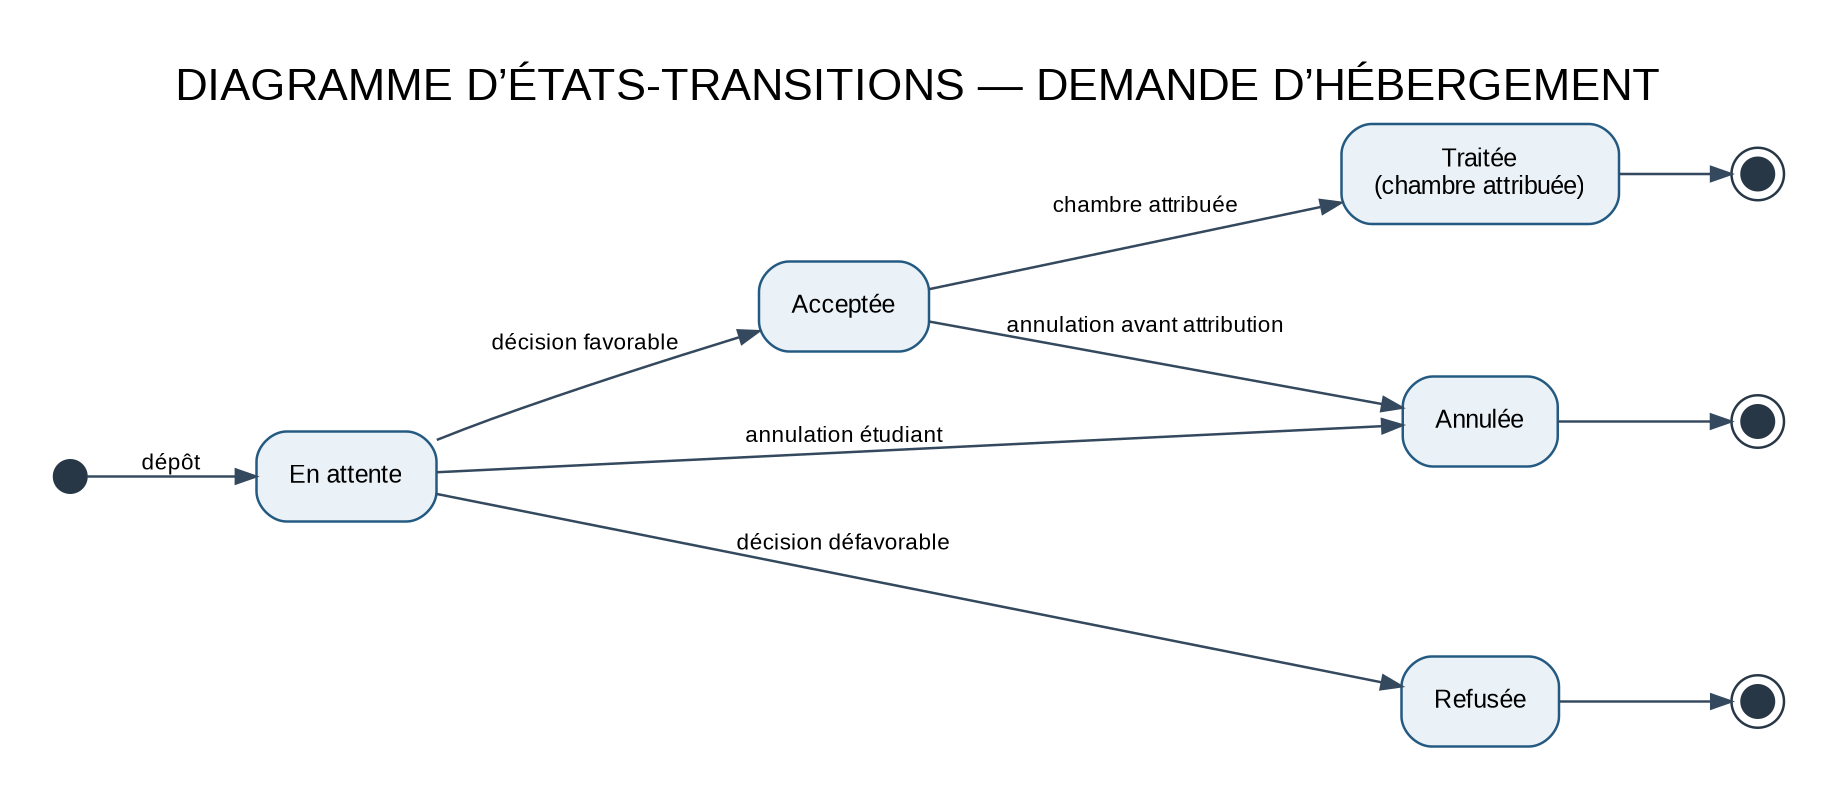 DIAGRAMME D’ÉTATS-TRANSITIONS — DEMANDE D’HÉBERGEMENT
Traitée
(chambre attribuée)
chambre attribuée
Acceptée
annulation avant attribution
décision favorable
Annulée
annulation étudiant
dépôt
En attente
décision défavorable
Refusée